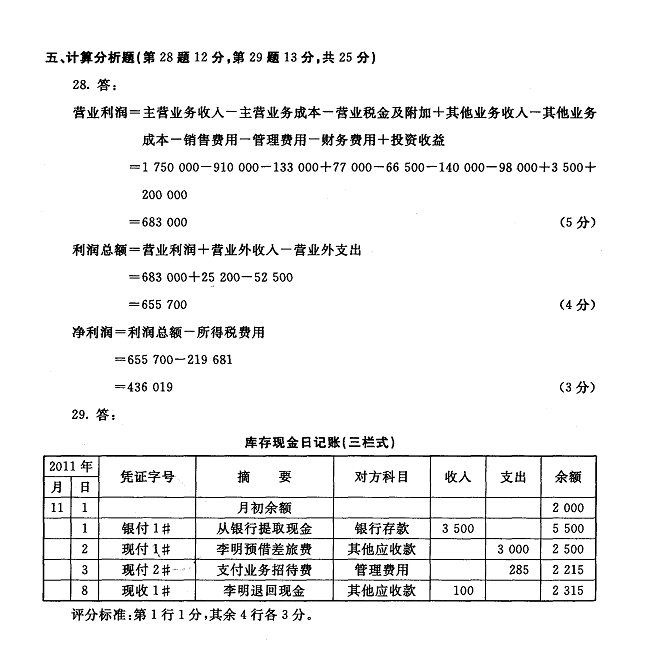 五、计算分析题(第 28 题 12 分,第 29 题 13 分,共 25 分)
28. 答:
营业利润=主营业务收入-主营业务成本-营业税金及附加+其他业务收入-其他业务
成本-销售费用-管理费用-财务费用+投资收益
=1 750 000-910 000-133 000+77 000-66 500-140 000-98 000+3 500+
200 000
=683 000 (5 分)
利润总额=营业利润+营业外收入-营业外支出
=683 000+25 200-52 500
=655 700 (4 分)
净利润=利润总额-所得税费用
=655 700-219 681
=436 019 (3 分)
29. 答:
库存现金日记账(三栏式)
2011 年 凭证字号 摘 要 对方科目 收入 支出 余额
月 日
11 1 月初余额 2 000
1 银付 1# 从银行提取现金 银行存款 3 500 5 500
2 现付 1# 李明预借差旅费 其他应收款 3 000 2 500
3 现付 2# 支付业务招待费 管理费用 285 2 215
8 现收 1# 李明退回现金 其他应收款 100 2 315
评分标准:第 1 行 1 分,其余 4 行各 3 分。